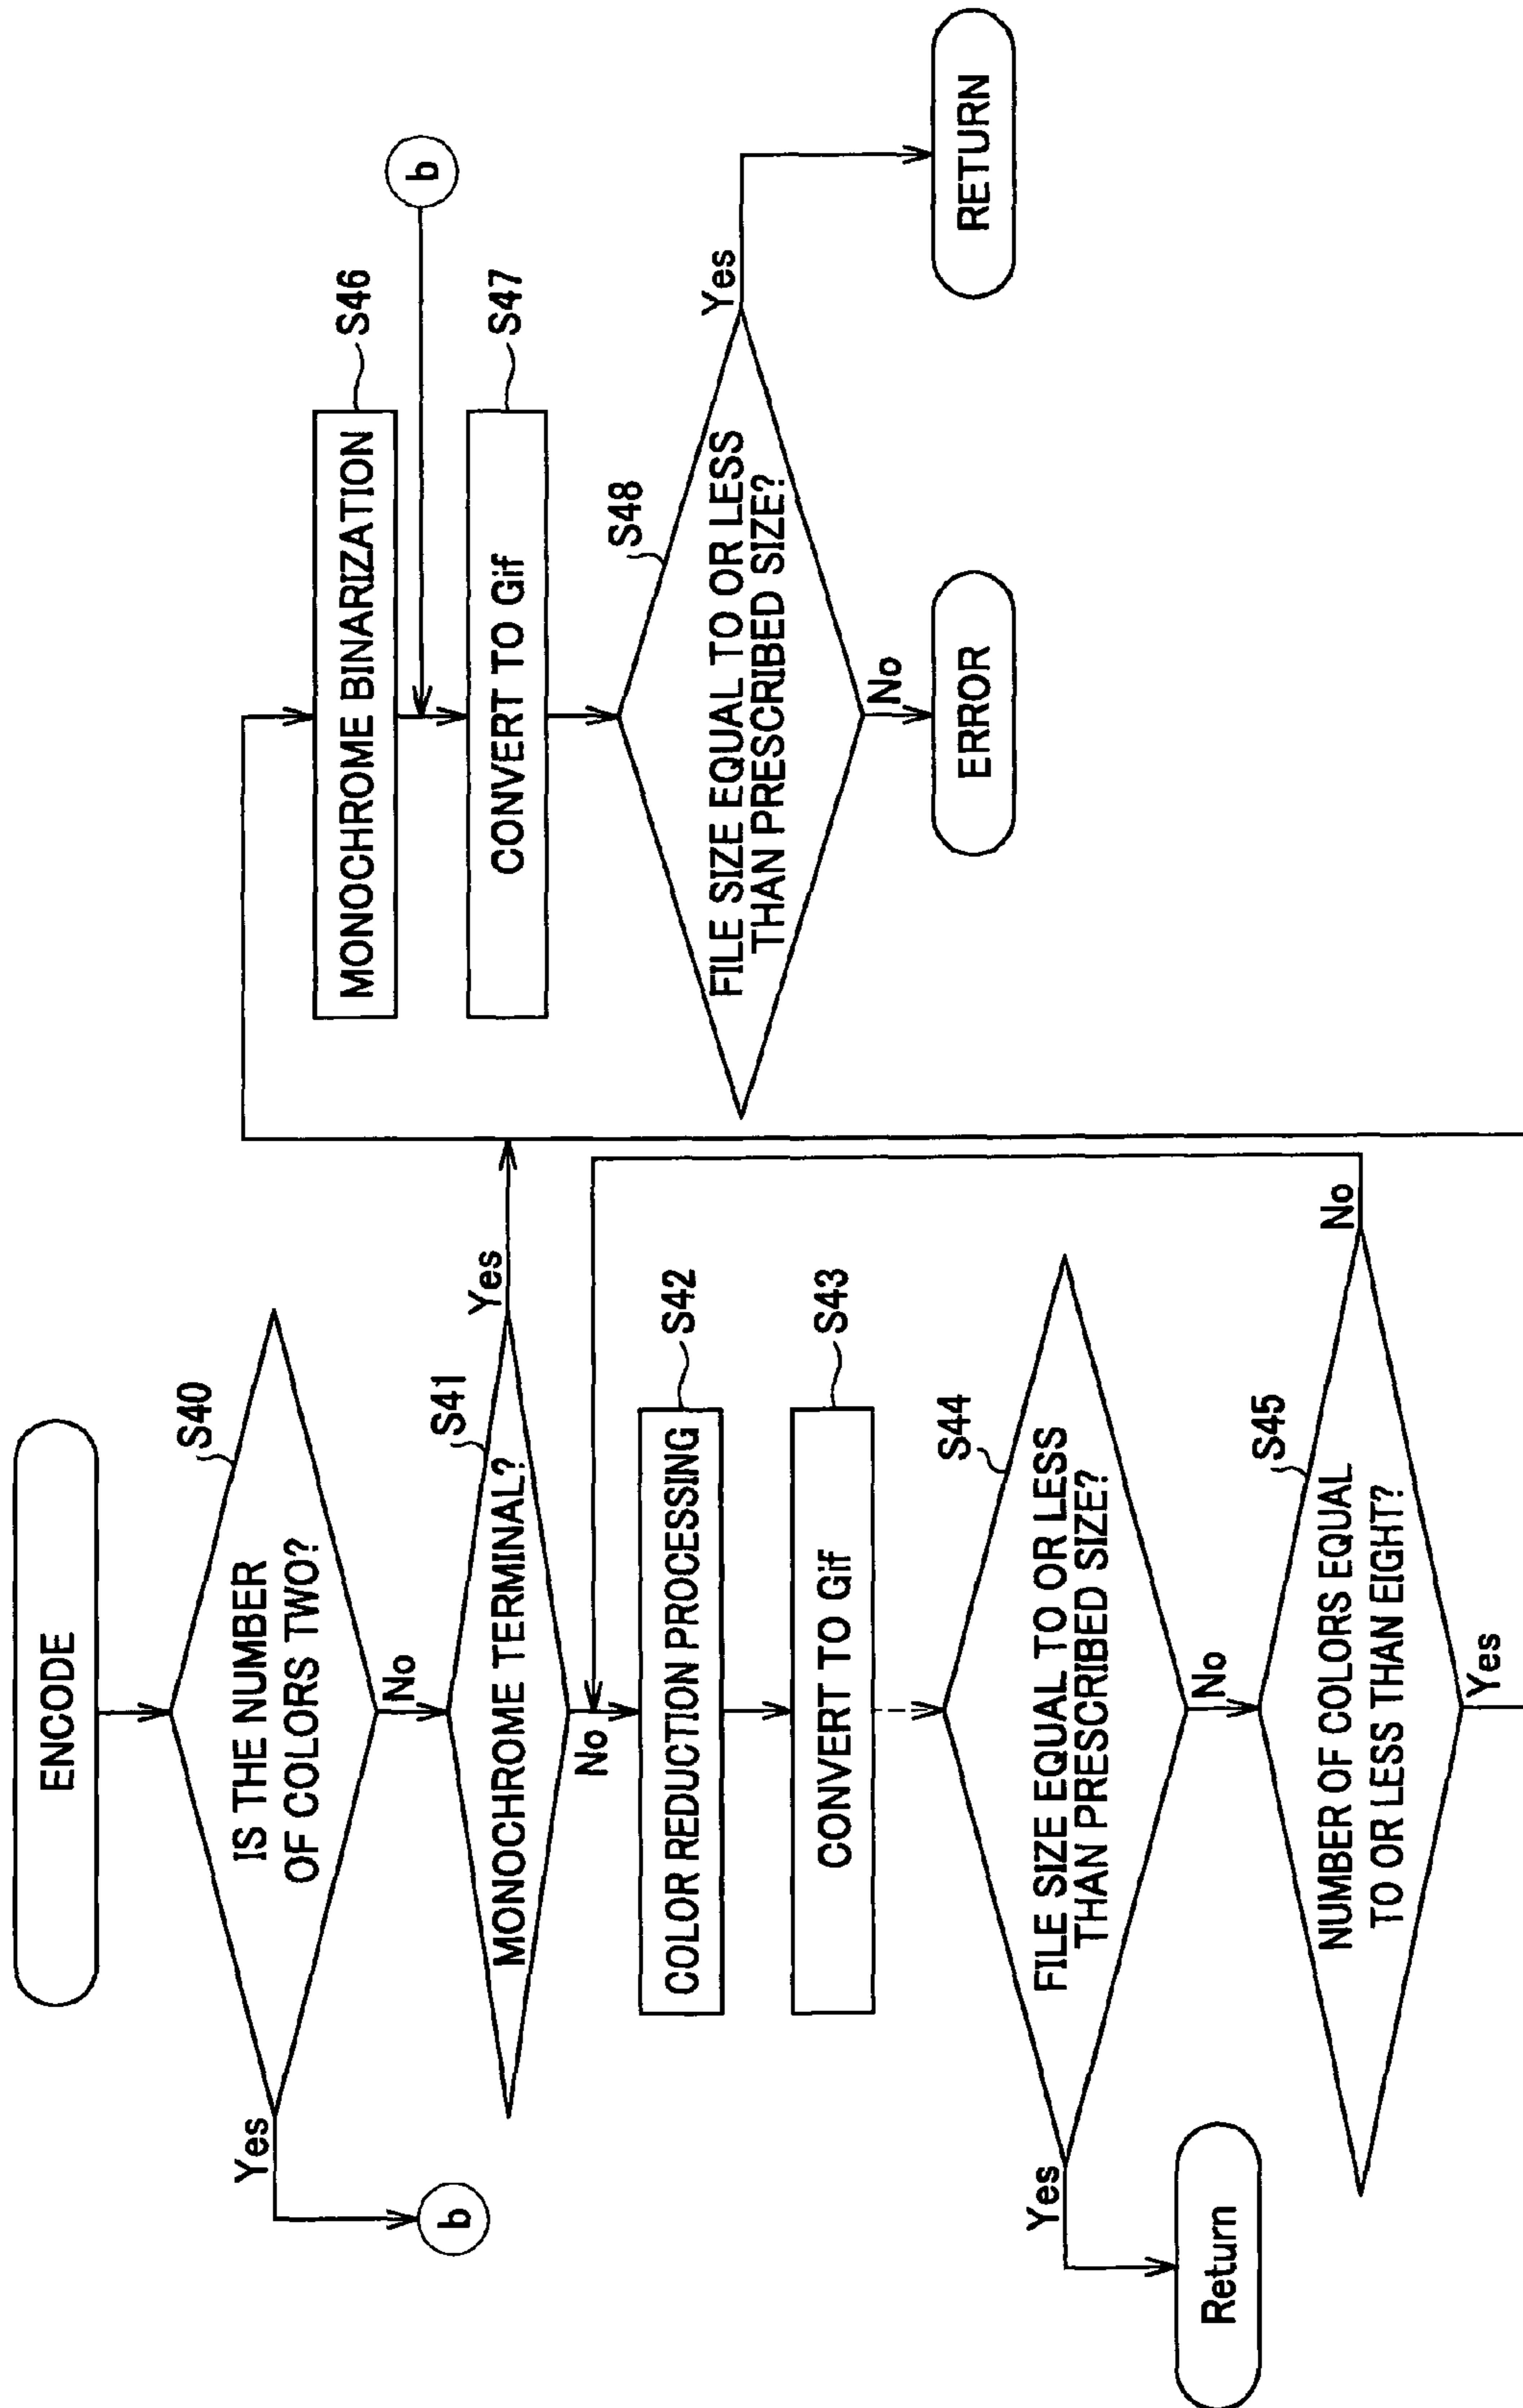 ENCODE
S40
IS THE NUMBER
OF COLORS TWO?
Yes
No
b
S41
MONOCHROME TERMINAL?
Yes
No
S42
COLOR REDUCTION PROCESSING
S43
CONVERT TO Gif
S44
FILE SIZE EQUAL TO OR LESS
THAN PRESCRIBED SIZE?
Yes
No
Return
S45
NUMBER OF COLORS EQUAL
TO OR LESS THAN EIGHT?
No
Yes
S46
MONOCHROME BINARIZATION
b
S47
CONVERT TO Gif
S48
FILE SIZE EQUAL TO OR LESS
THAN PRESCRIBED SIZE?
Yes
No
ERROR
RETURN